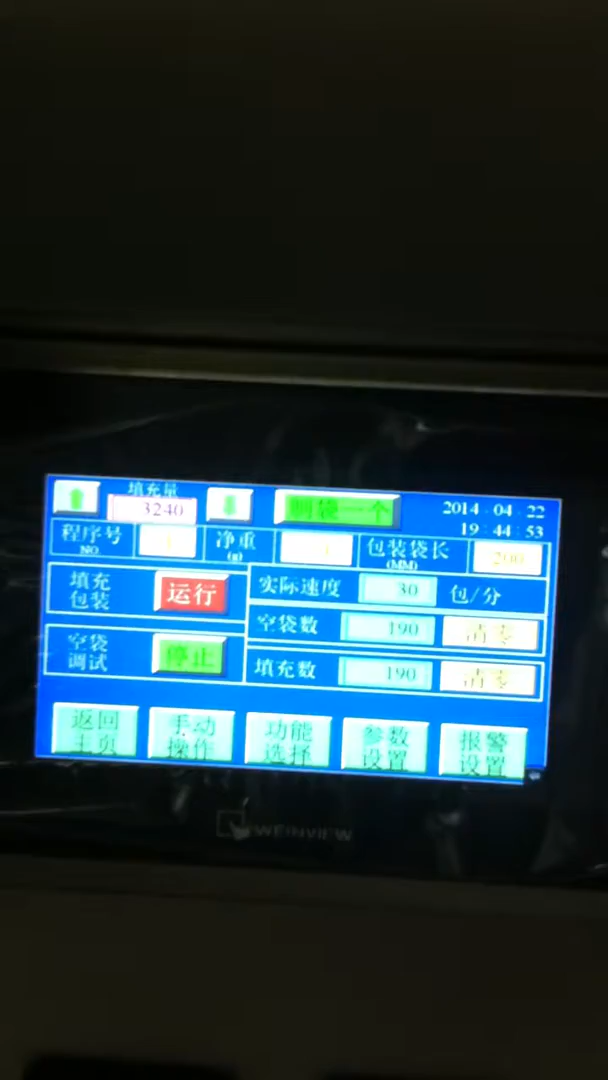 填充量
3240
2014 - 04 - 22
19 : 44 : 53
程序号
NO
净重
(g)
包装袋长
(MM)
200
填充
包装
运行
实际速度 30 包/分
空袋
调试
停止
空袋数 190 清零
填充数 190 清零
返回
主页
手动
操作
功能
选择
参数
设置
报警
设置
WEINVIEW